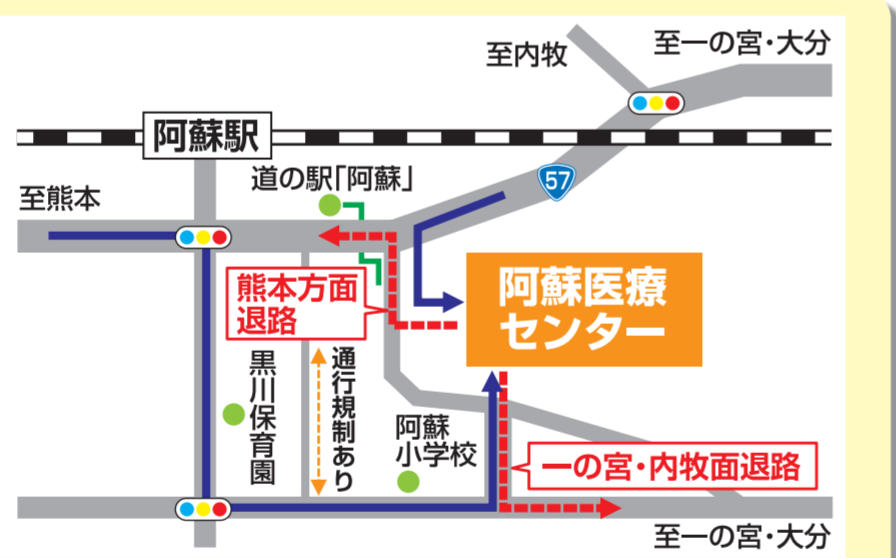 至内牧
至一の宮・大分
阿蘇駅
道の駅「阿蘇」
57
至熊本
熊本方面
退路
阿蘇医療
センター
黒川保育園
通行規制あり
阿蘇
小学校
一の宮・内牧面退路
至一の宮・大分